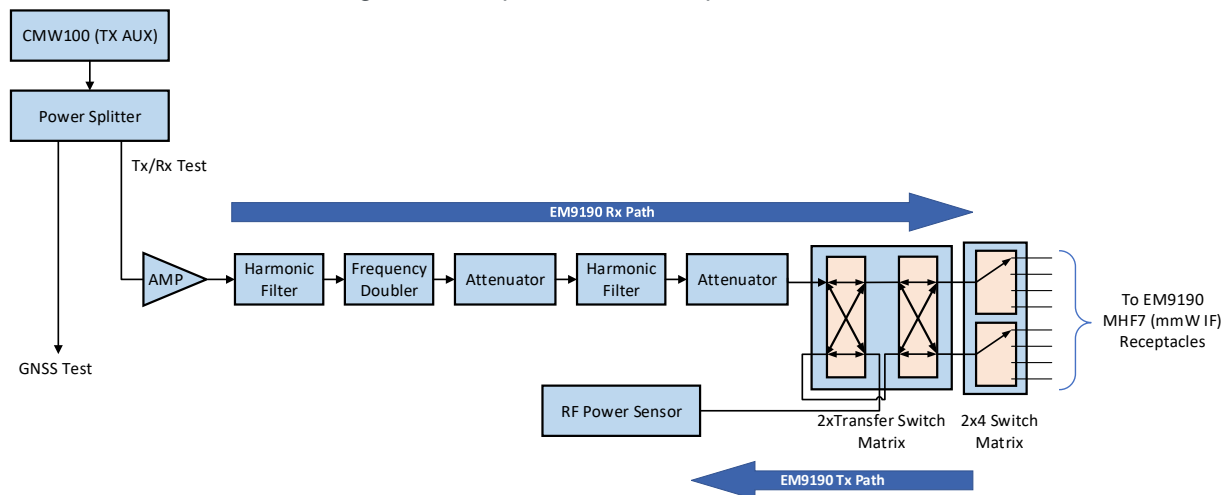 CMW100 (TX AUX)
Power Splitter
Tx/Rx Test
EM9190 Rx Path
AMP
Harmonic
Filter
Frequency
Doubler
Attenuator
Harmonic
Filter
Attenuator
To EM9190
MHF7 (mmW IF)
Receptacles
GNSS Test
RF Power Sensor
2xTransfer Switch
Matrix
2x4 Switch
Matrix
EM9190 Tx Path